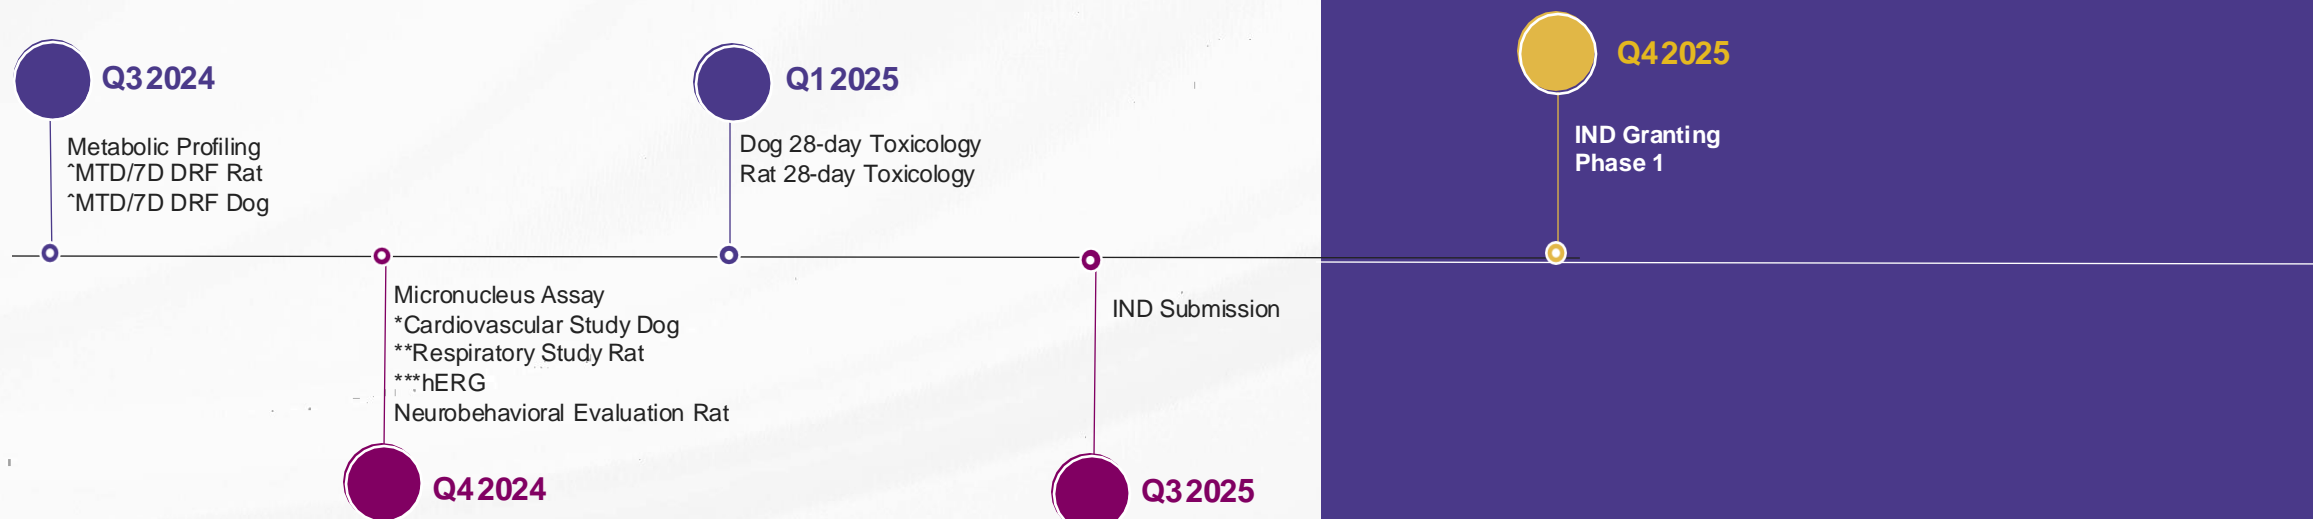 Q3 2024
Metabolic Profiling
^MTD/7D DRF Rat
^MTD/7D DRF Dog
Micronucleus Assay
*Cardiovascular Study Dog
**Respiratory Study Rat
***hERG
Neurobehavioral Evaluation Rat
Q4 2024
Q1 2025
Dog 28-day Toxicology
Rat 28-day Toxicology
IND Submission
Q3 2025
Q4 2025
IND Granting
Phase 1